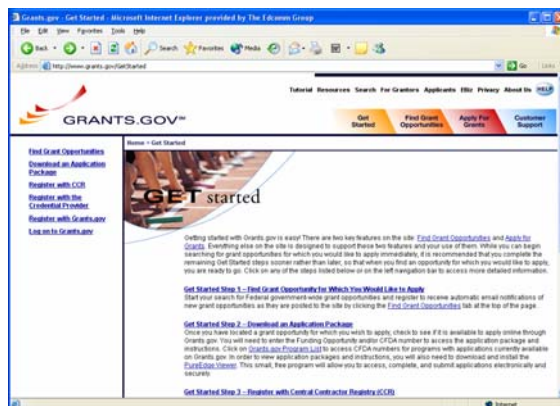 Grants.gov - Get Started - Microsoft Internet Explorer provided by The Edcomm Group
File Edit View Favorites Tools Help
Back Search Favorites Media
Address http://www.grants.gov/GetStarted Go Links
Tutorial Resources Search For Grantors Applicants EBiz Privacy About Us HELP
GRANTS.GOV℠
Get Started Find Grant Opportunities Apply For Grants Customer Support
Home > Get Started
Find Grant Opportunities
Download an Application Package
Register with CCR
Register with the Credential Provider
Register with Grants.gov
Log on to Grants.gov
GET started
Getting started with Grants.gov is easy! There are two key features on the site: Find Grant Opportunities and Apply for
Grants. Everything else on the site is designed to support these two features and your use of them. While you can begin
searching for grant opportunities for which you would like to apply immediately, it is recommended that you complete the
remaining Get Started steps sooner rather than later, so that when you find an opportunity for which you would like to apply,
you are ready to go. Click on any of the steps listed below or on the left navigation bar to access more detailed information.
Get Started Step 1 – Find Grant Opportunity for Which You Would Like to Apply
Start your search for Federal government-wide grant opportunities and register to receive automatic email notifications of
new grant opportunities as they are posted to the site by clicking the Find Grant Opportunities tab at the top of the page.
Get Started Step 2 - Download an Application Package
Once you have located a grant opportunity for which you wish to apply, check to see if it is available to apply online through
Grants.gov. You will need to enter the Funding Opportunity and/or CFDA number to access the application package and
instructions. Click on Grants.gov Program List to access CFDA numbers for programs with applications currently available
on Grants.gov. In order to view application packages and instructions, you will also need to download and install the
PureEdge Viewer. This small, free program will allow you to access, complete, and submit applications electronically and
securely.
Get Started Step 3 – Register with Central Contractor Registry (CCR)
Internet